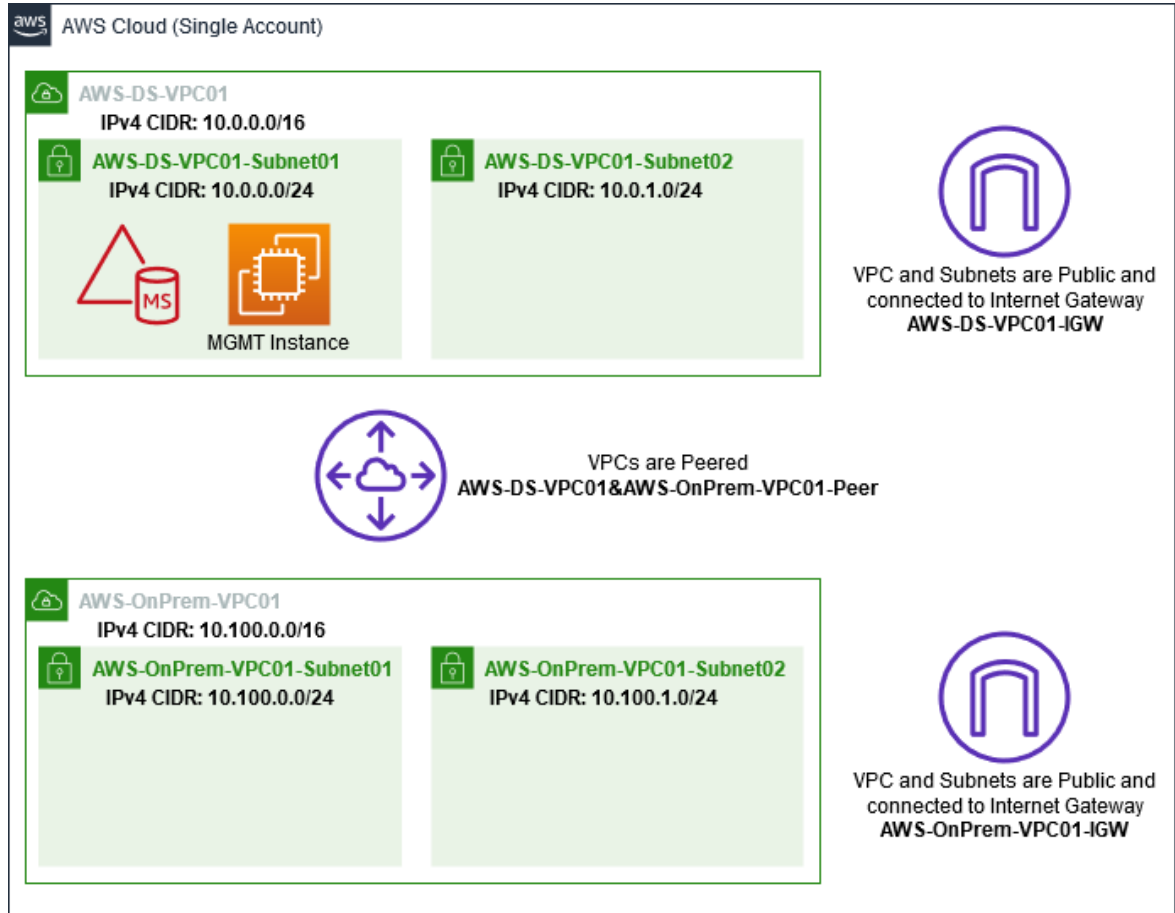 aws
AWS Cloud (Single Account)
AWS-DS-VPC01
IPv4 CIDR: 10.0.0.0/16
AWS-DS-VPC01-Subnet01
IPv4 CIDR: 10.0.0.0/24
MS
MGMT Instance
AWS-DS-VPC01-Subnet02
IPv4 CIDR: 10.0.1.0/24
VPC and Subnets are Public and
connected to Internet Gateway
AWS-DS-VPC01-IGW
VPCs are Peered
AWS-DS-VPC01&AWS-OnPrem-VPC01-Peer
AWS-OnPrem-VPC01
IPv4 CIDR: 10.100.0.0/16
AWS-OnPrem-VPC01-Subnet01
IPv4 CIDR: 10.100.0.0/24
AWS-OnPrem-VPC01-Subnet02
IPv4 CIDR: 10.100.1.0/24
VPC and Subnets are Public and
connected to Internet Gateway
AWS-OnPrem-VPC01-IGW